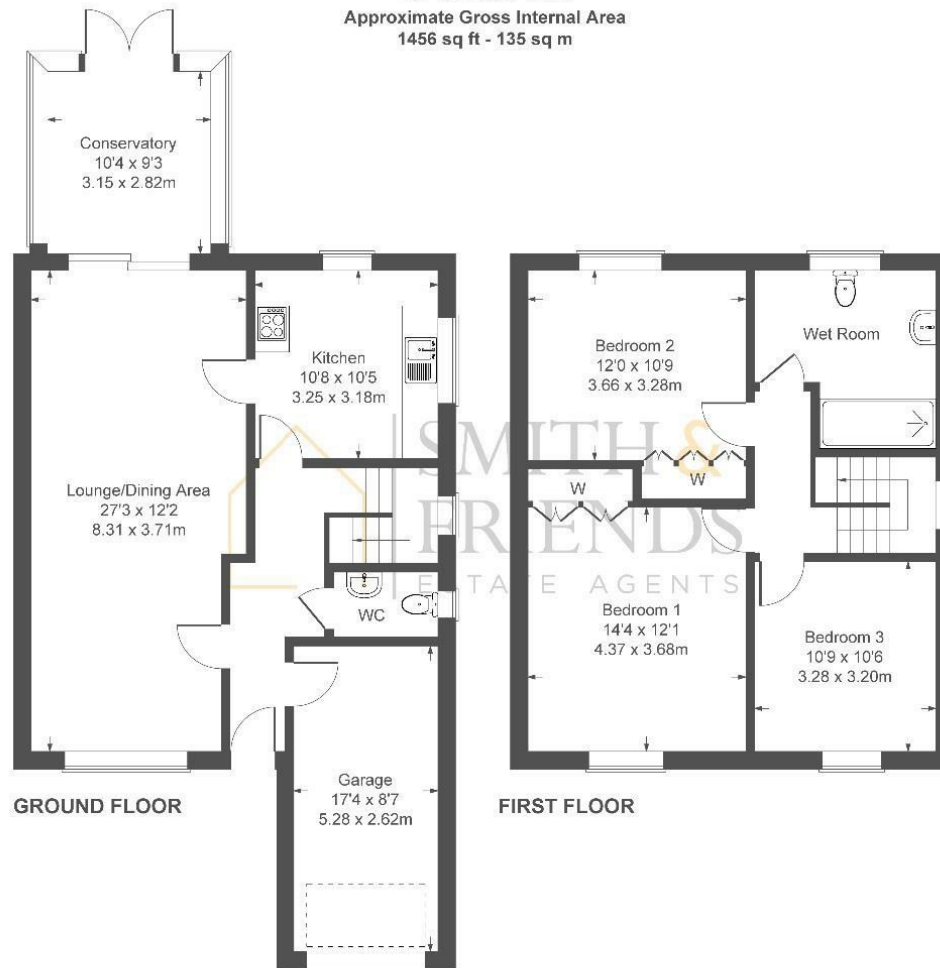 Approximate Gross Internal Area
1456 sq ft - 135 sq m
Conservatory
10'4 x 9'3
3.15 x 2.82m
Kitchen
10'8 x 10'5
3.25 x 3.18m
Lounge/Dining Area
27'3 x 12'2
8.31 x 3.71m
WC
Garage
17'4 x 8'7
5.28 x 2.62m
GROUND FLOOR
Bedroom 2
12'0 x 10'9
3.66 x 3.28m
Wet Room
W
W
Bedroom 1
14'4 x 12'1
4.37 x 3.68m
Bedroom 3
10'9 x 10'6
3.28 x 3.20m
FIRST FLOOR
SMITH &
FRIENDS
ESTATE AGENTS